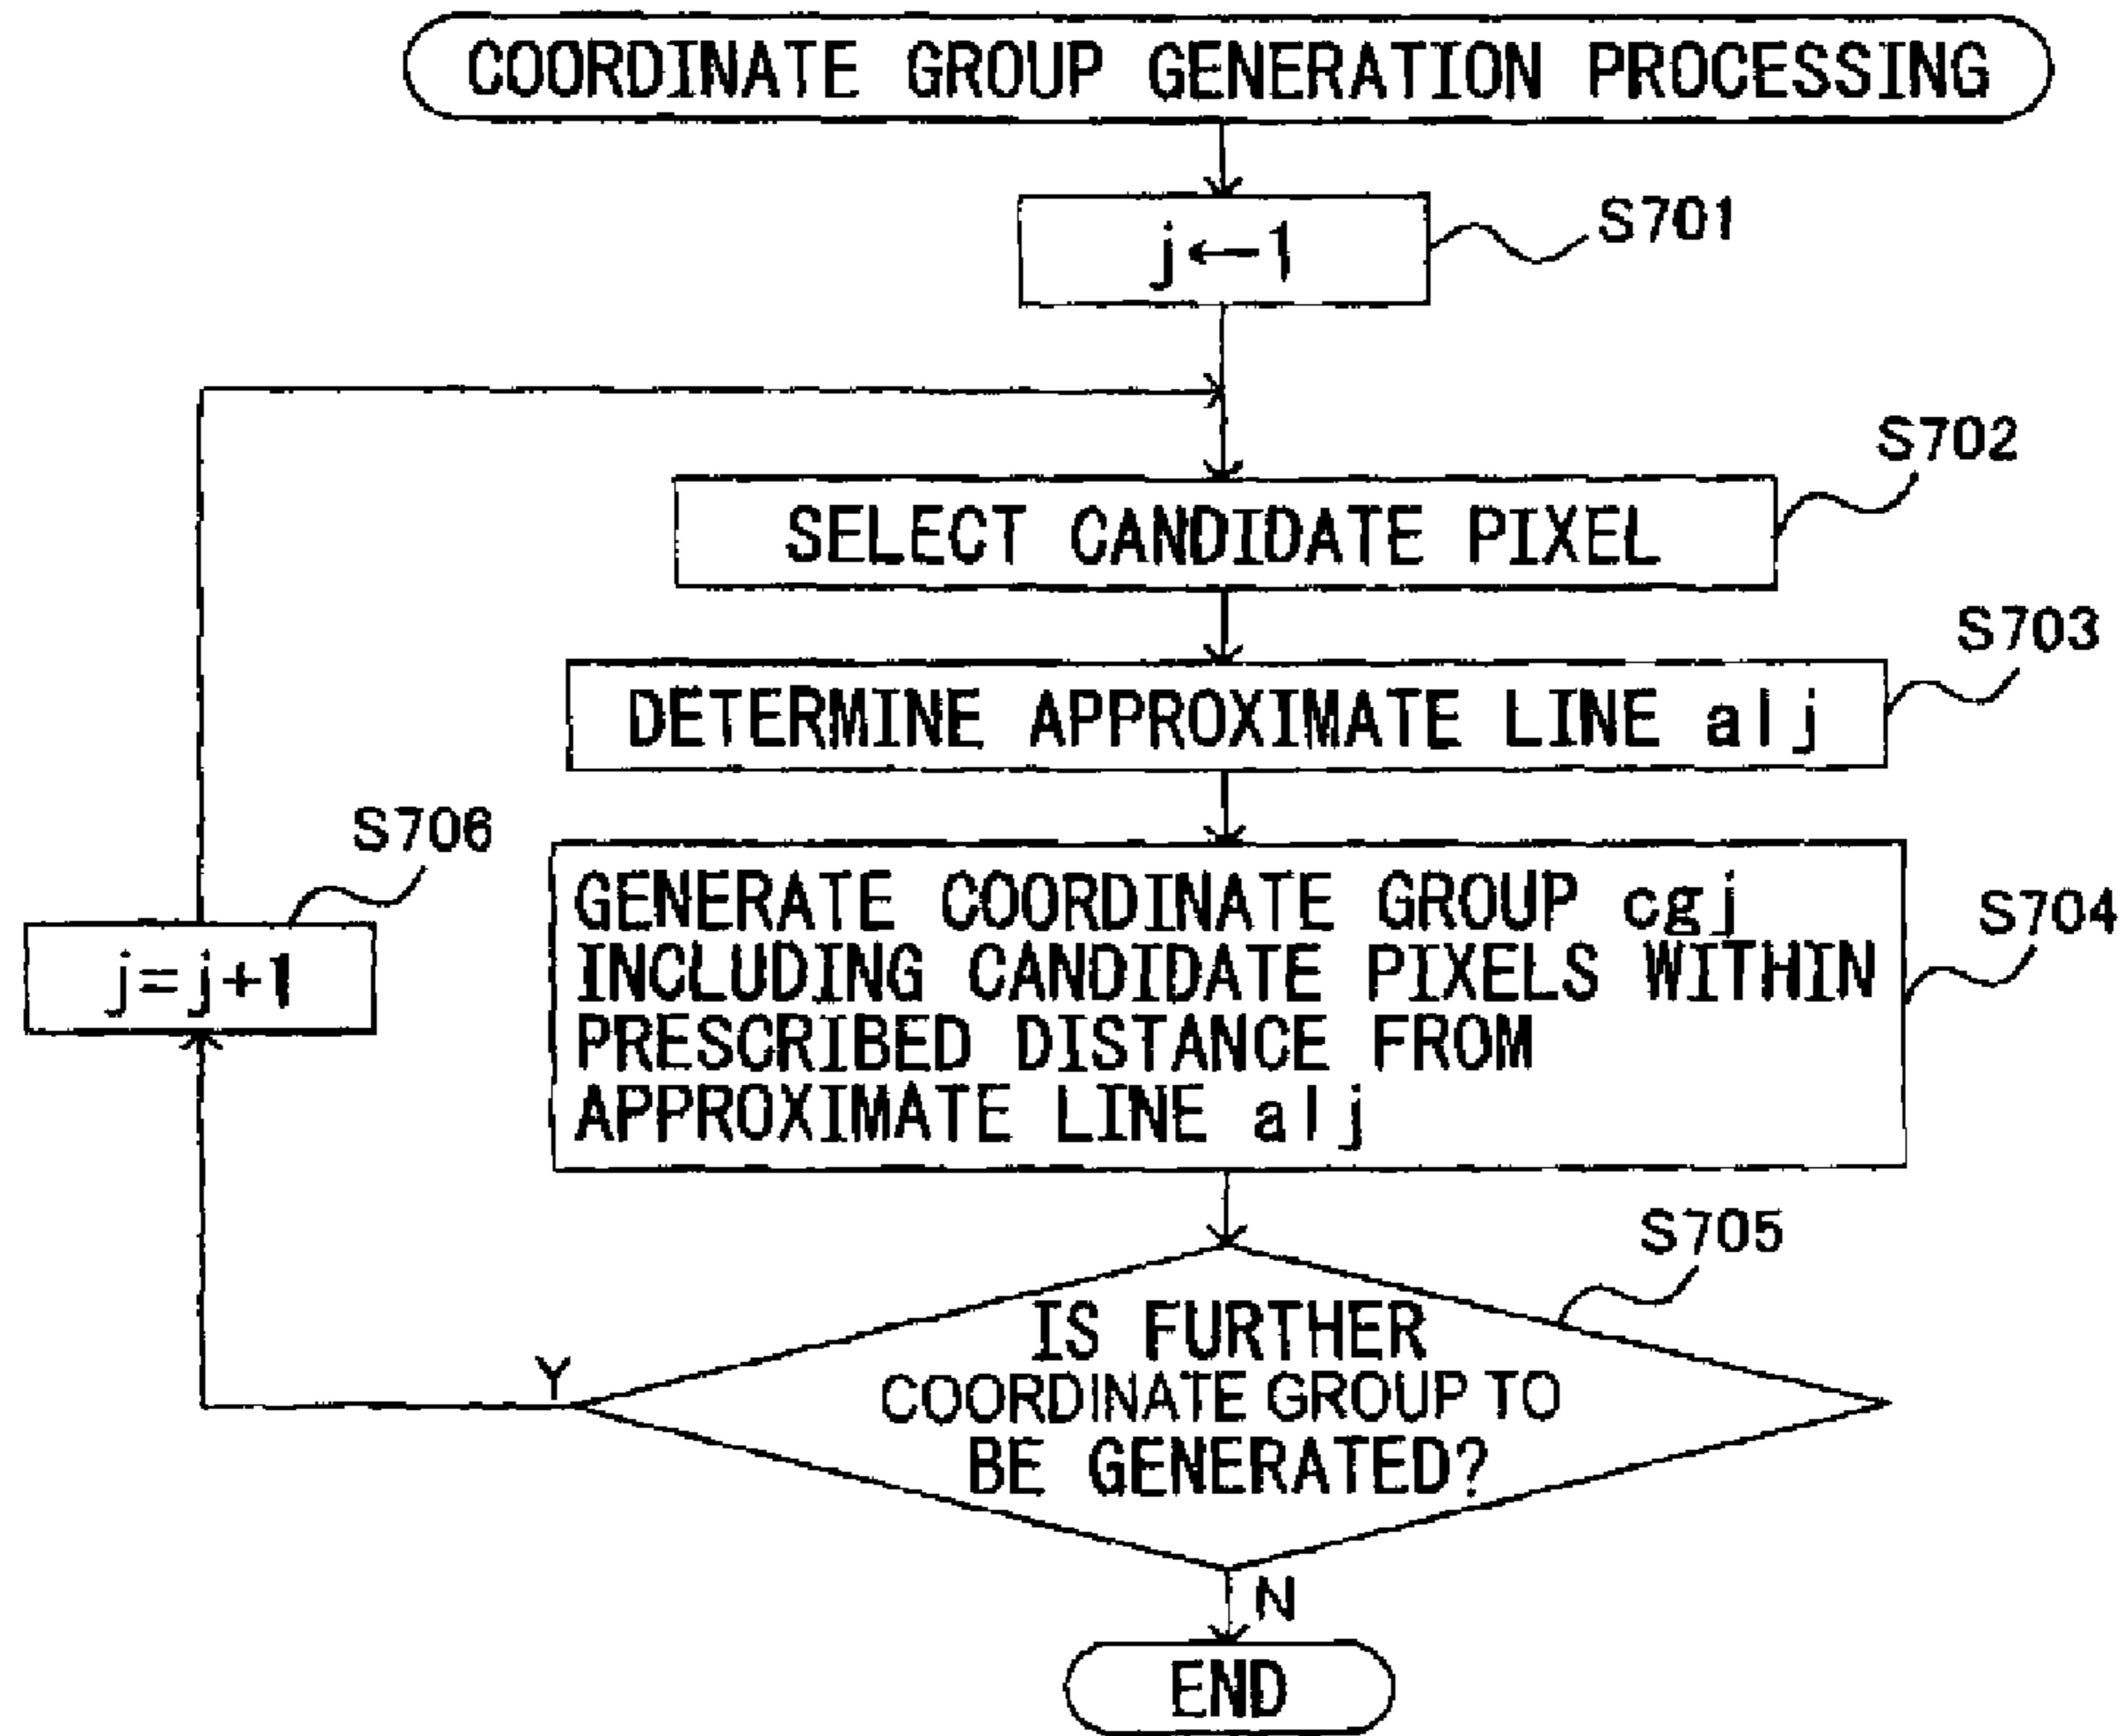 COORDINATE GROUP GENERATION PROCESSING
j←1
S701
SELECT CANDIDATE PIXEL
S702
DETERMINE APPROXIMATE LINE alj
S703
GENERATE COORDINATE GROUP cgj
INCLUDING CANDIDATE PIXELS WITHIN
PRESCRIBED DISTANCE FROM
APPROXIMATE LINE alj
S704
S706
j=j+1
S705
IS FURTHER
COORDINATE GROUP TO
BE GENERATED?
Y
N
END